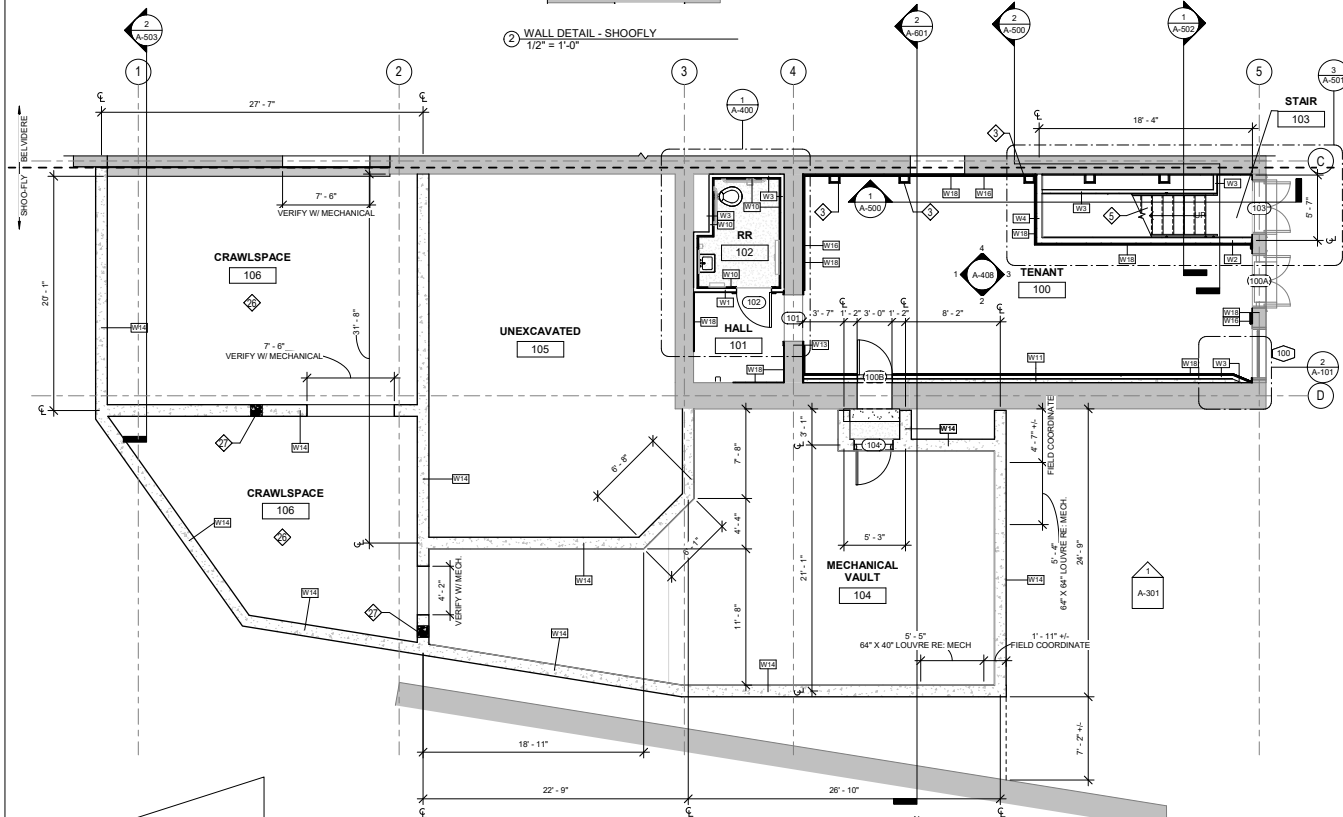 2
WALL DETAIL - SHOOFLY
1/2" = 1'-0"
2
A-503
2
A-601
2
A-500
1
A-502
3
A-501
1
2
3
4
5
1
A-400
STAIR
103
27' - 7"
18' - 4"
SHOO-FLY
BELVIDERE
C
7' - 6"
VERIFY W/ MECHANICAL
3
3
3
1
A-500
W18
W16
W3
W3
W3
W10
W3
W10
W4
W18
5
UP
103
5' - 7"
RR
102
W16
W18
W10
W1
102
W18
W2
CRAWLSPACE
106
26
20' - 1"
31' - 8"
4
1
A-408
3
2
TENANT
100
100A
W14
UNEXCAVATED
105
W18
HALL
101
101
3' - 7"
1' - 2"
3' - 0"
1' - 2"
8' - 2"
W18
W16
7' - 6"
VERIFY W/ MECHANICAL
W13
W18
100B
W11
W18
W3
100
2
A-101
D
27
W14
3' - 1"
W14
104
4' - 7" +/-
FIELD COORDINATE
6' - 8"
7' - 8"
W14
CRAWLSPACE
106
26
W14
4' - 4"
6' - 1"
5' - 3"
21' - 1"
5' - 4"
64" X 64" LOUVRE RE: MECH.
24' - 9"
MECHANICAL
VAULT
104
W14
W14
1
A-301
4' - 2"
VERIFY W/ MECH.
W14
27
11' - 8"
W14
W14
5' - 5"
64" X 40" LOUVRE RE: MECH
1' - 11" +/-
FIELD COORDINATE
7' - 2" +/-
18' - 11"
22' - 9"
26' - 10"